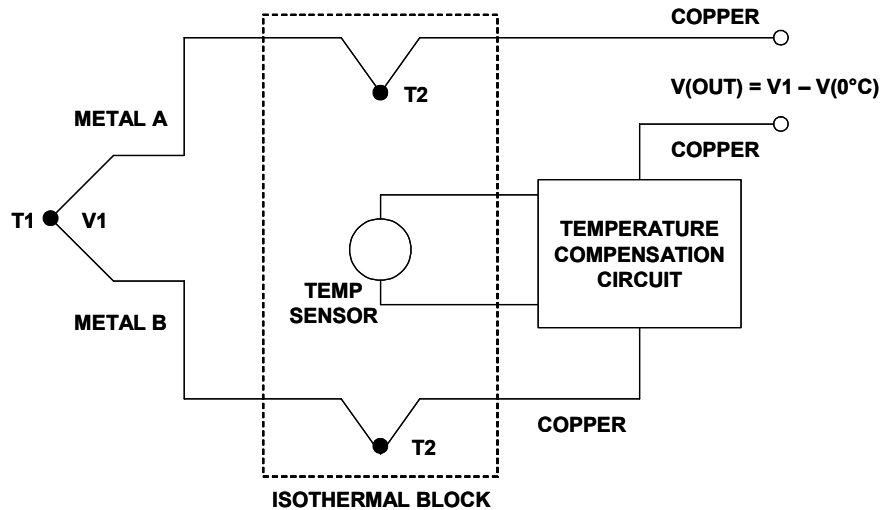 COPPER
T2
V(OUT) = V1 – V(0°C)
METAL A
COPPER
T1
V1
TEMPERATURE
COMPENSATION
CIRCUIT
TEMP
SENSOR
METAL B
COPPER
T2
ISOTHERMAL BLOCK